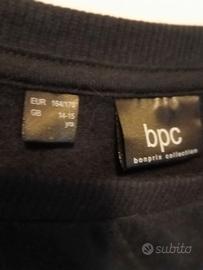 EUR 164/170
GB 14-15
yrs
bpc
bonprix collection
subito